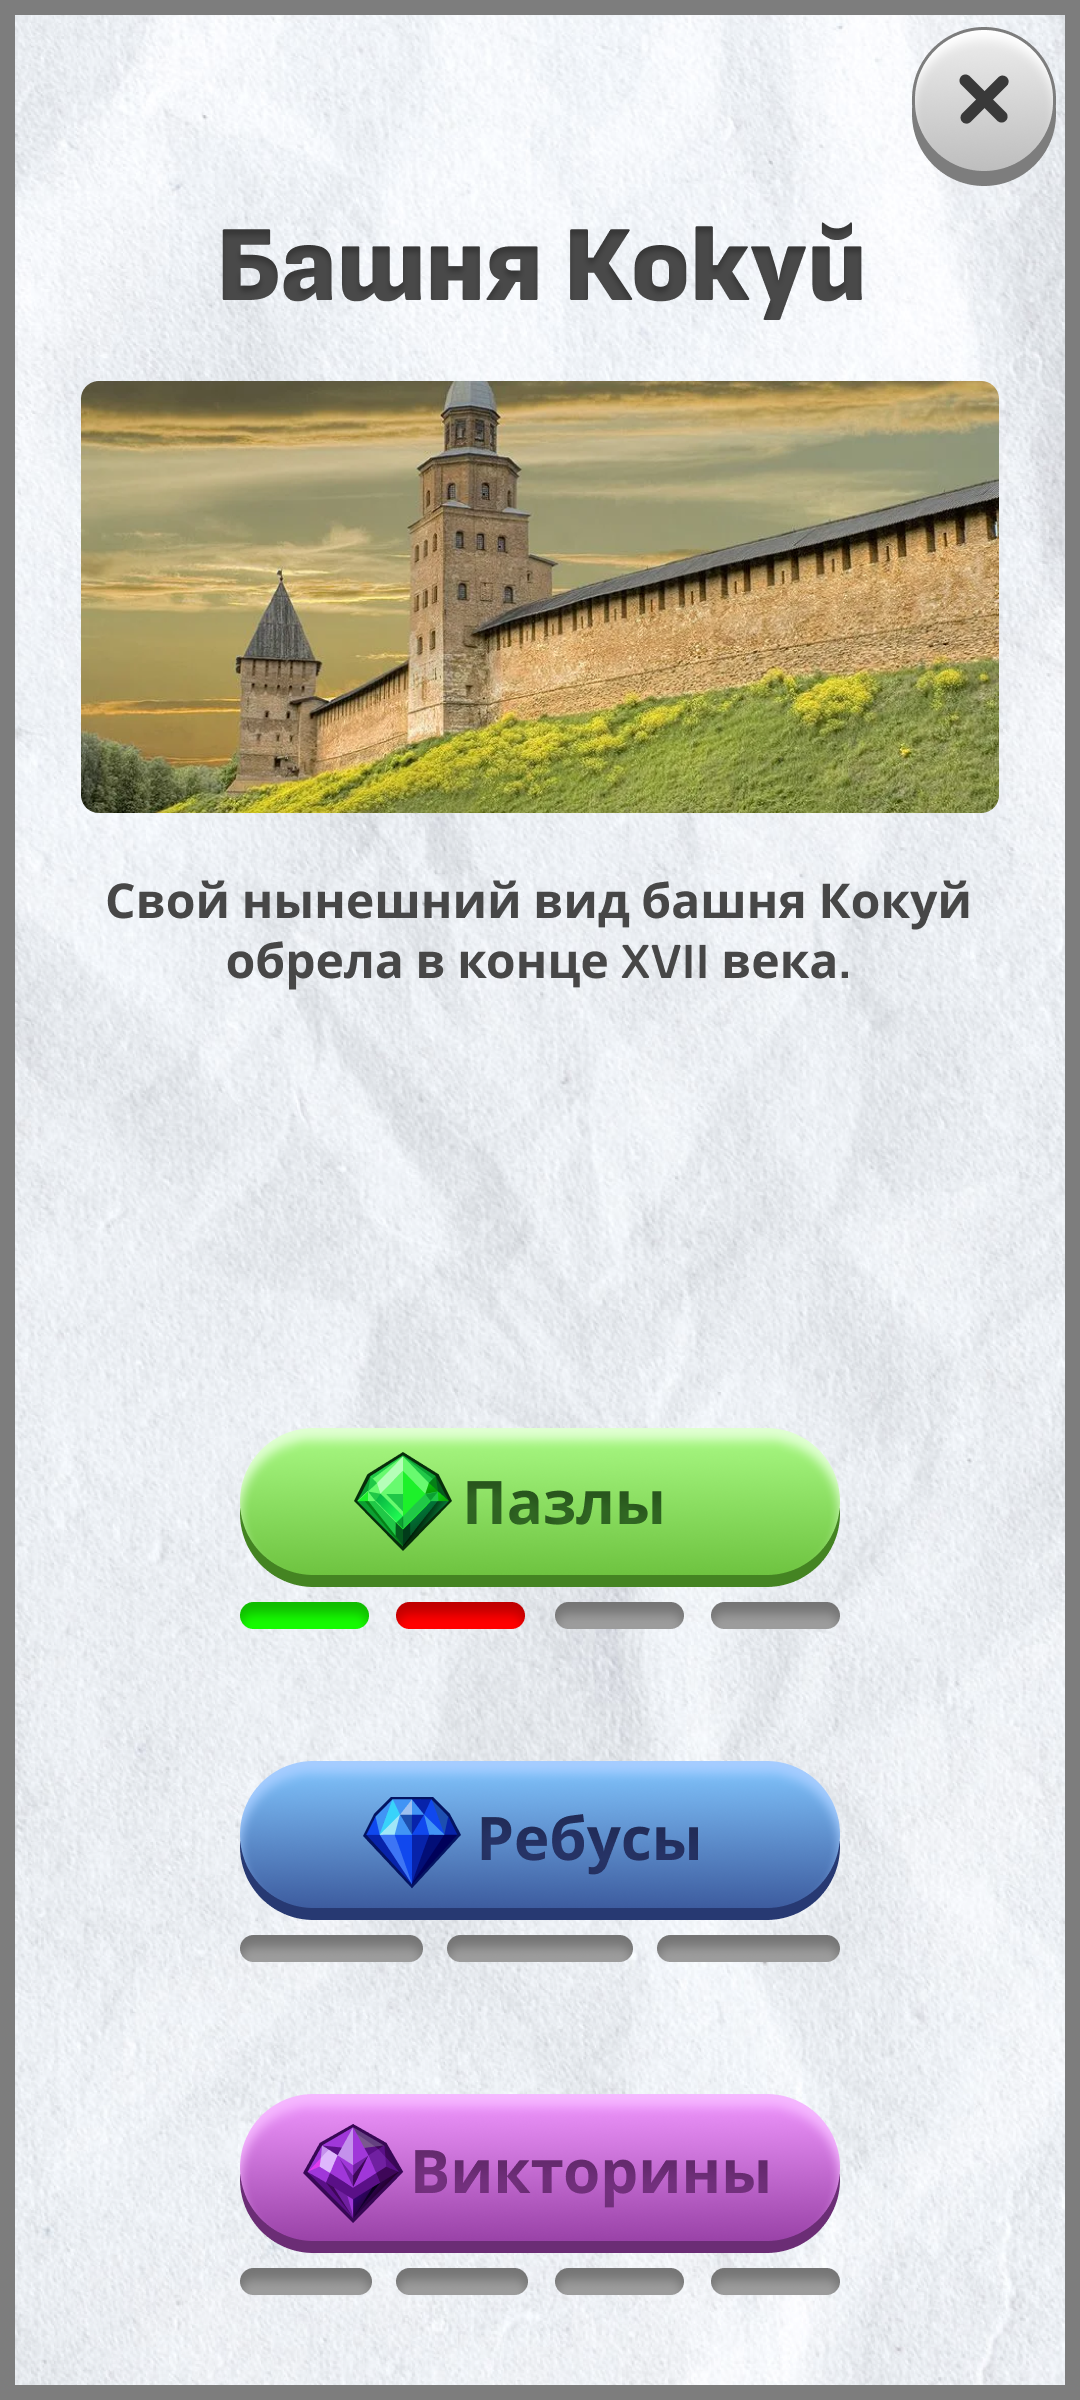 Башня Кокуй
Свой нынешний вид башня Кокуй
обрела в конце XVII века.
Пазлы
Ребусы
Викторины